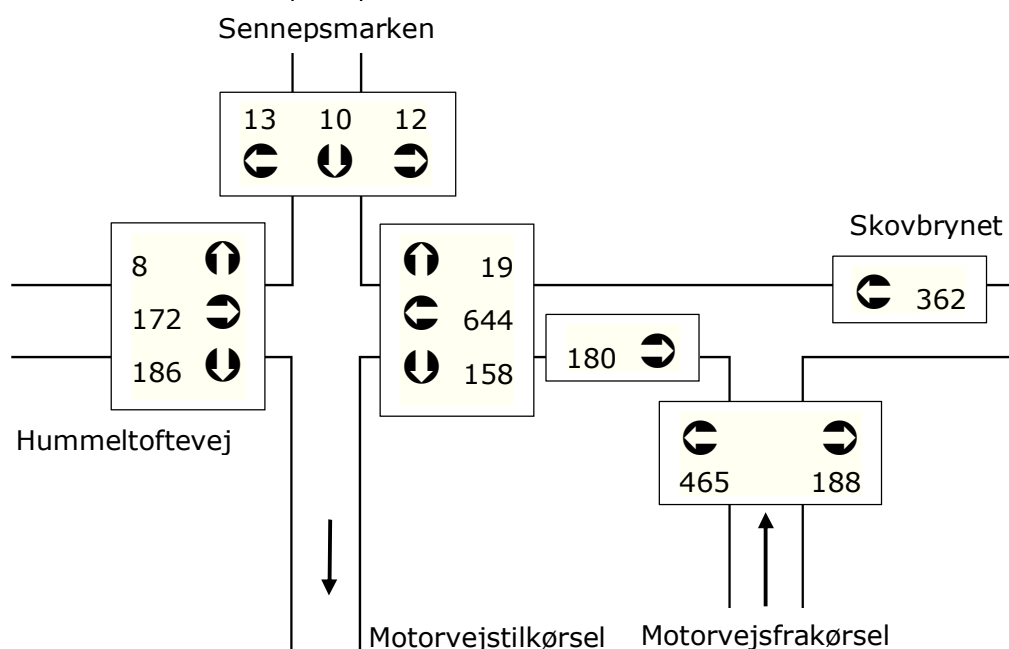 Sennepsmarken
13 10 12
Skovbrynet
8
172
186
19
644
158
362
180
Hummeltoftevej
465 188
Motorvejstilkørsel
Motorvejsfrakørsel